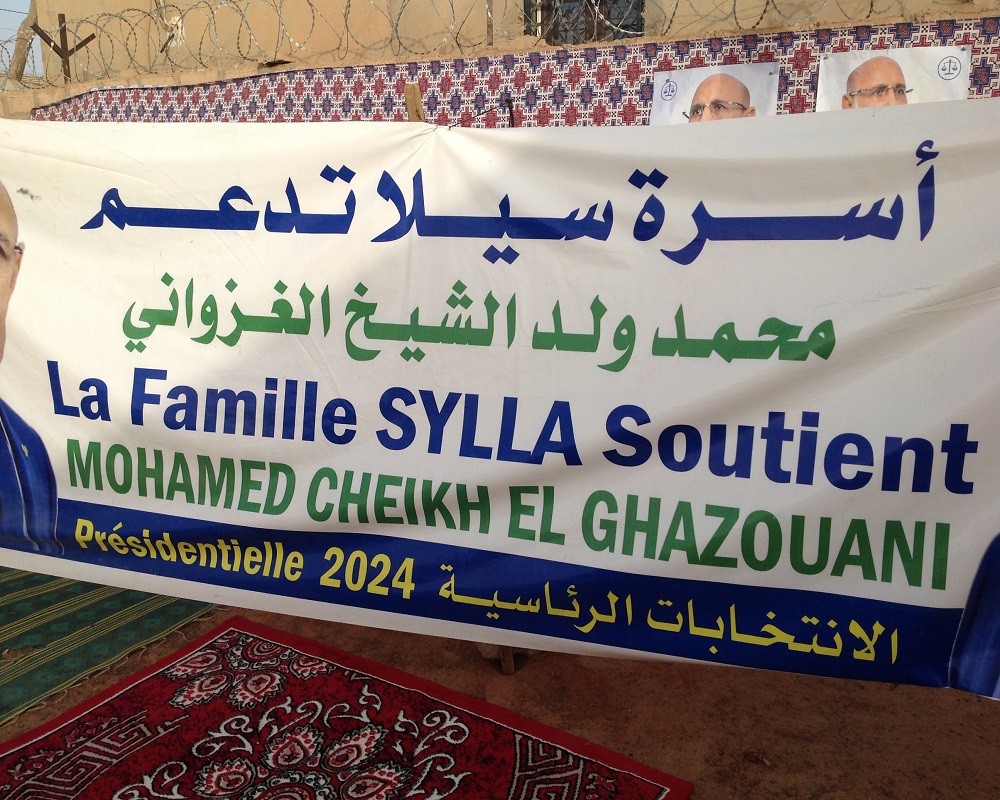 أسرة سيلا تدعم
محمد ولد الشيخ الغزواني
La Famille SYLLA Soutient
MOHAMED CHEIKH EL GHAZOUANI
Présidentielle 2024 الانتخابات الرئاسية